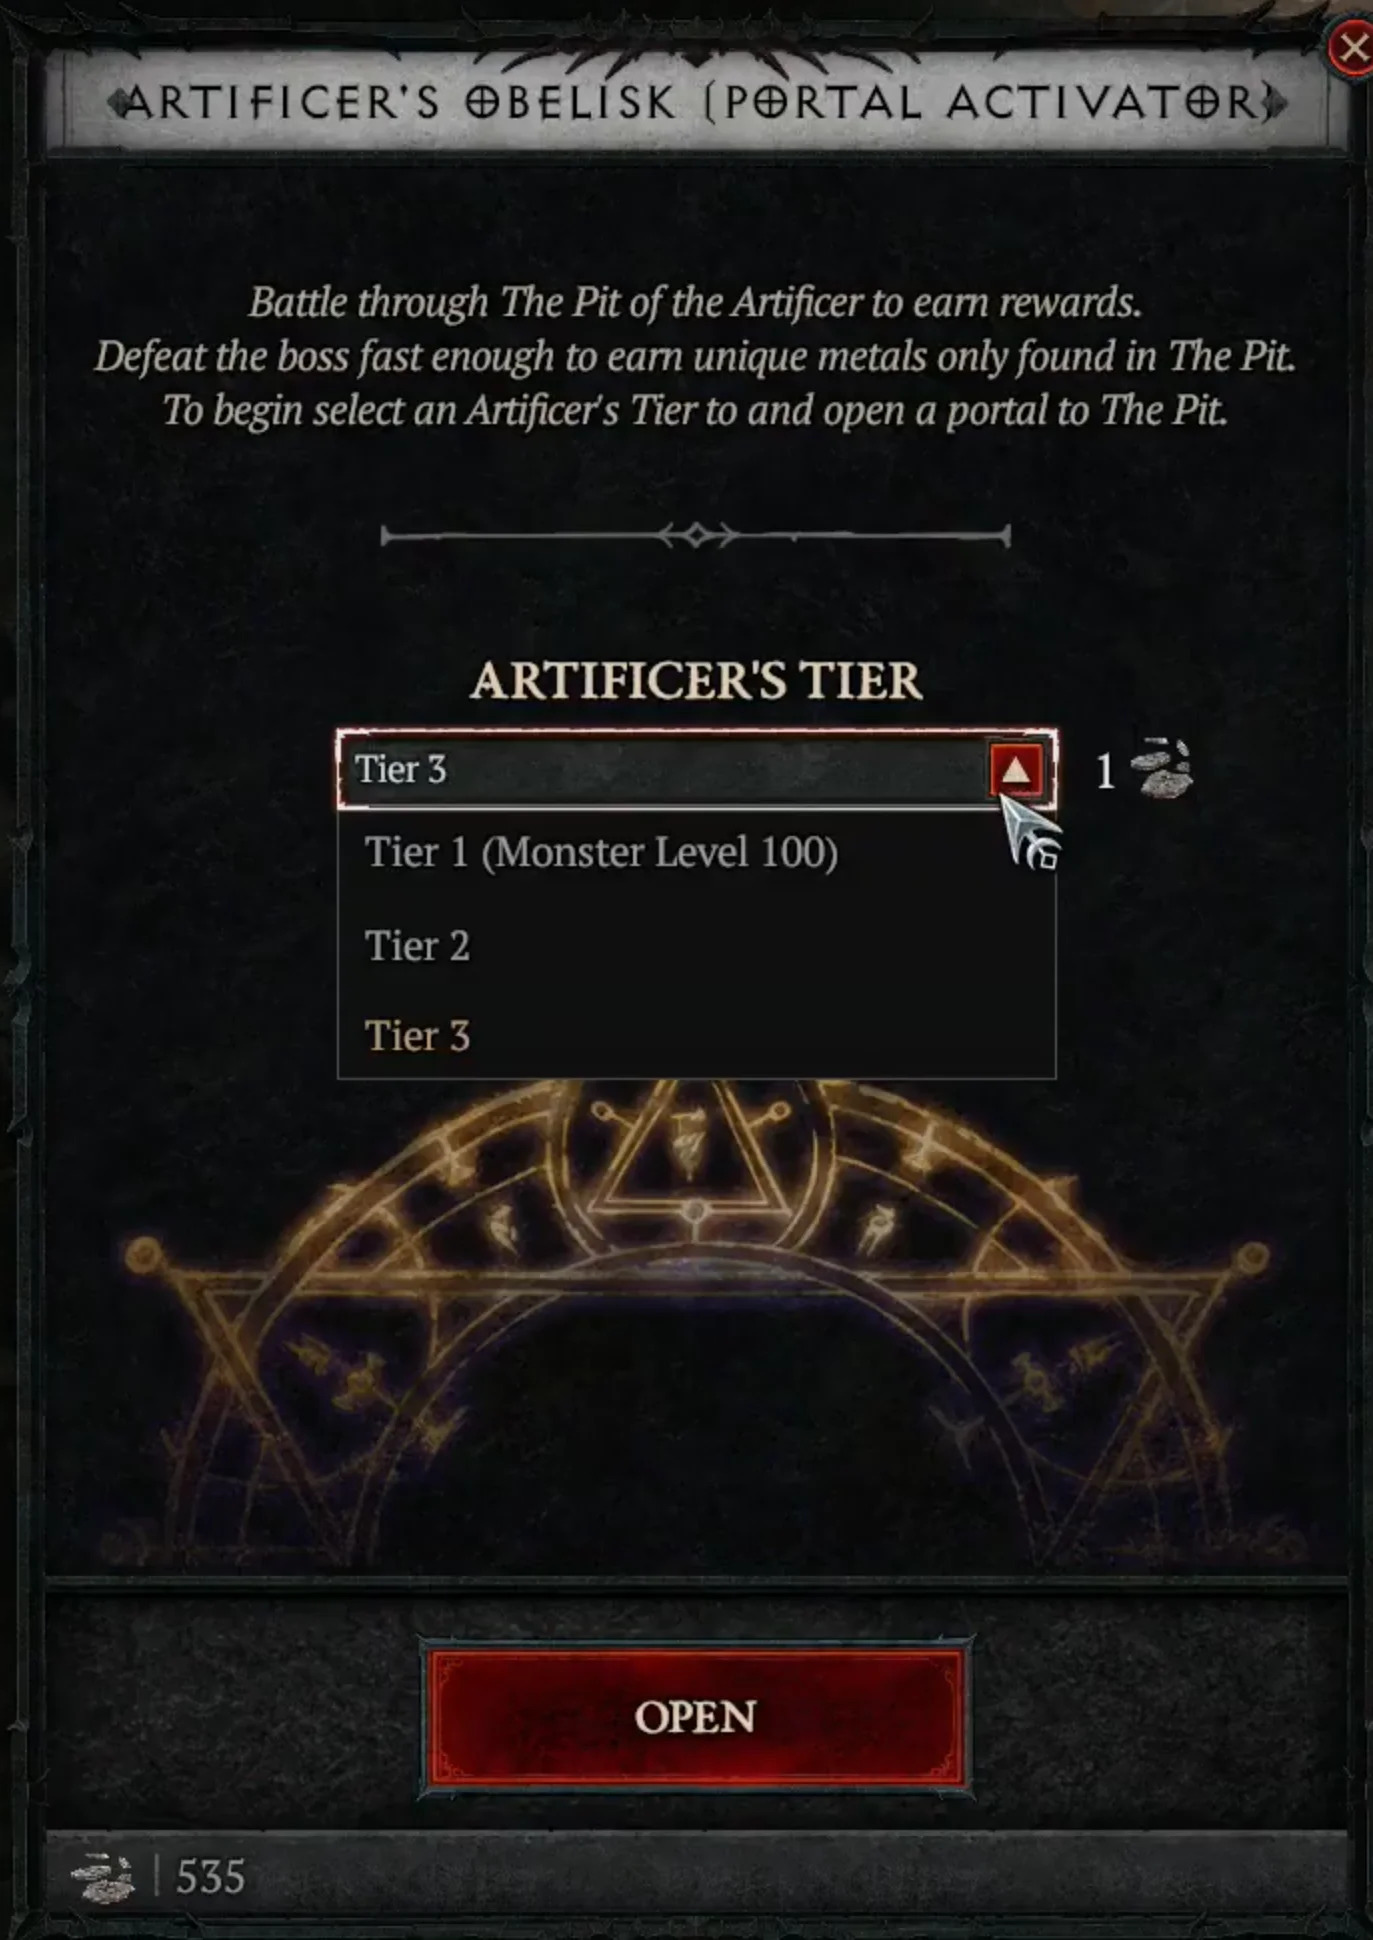 ARTIFICER'S OBELISK (PORTAL ACTIVATOR)
Battle through The Pit of the Artificer to earn rewards.
Defeat the boss fast enough to earn unique metals only found in The Pit.
To begin select an Artificer's Tier to and open a portal to The Pit.
ARTIFICER'S TIER
Tier 3 1
Tier 1 (Monster Level 100)
Tier 2
Tier 3
OPEN
535